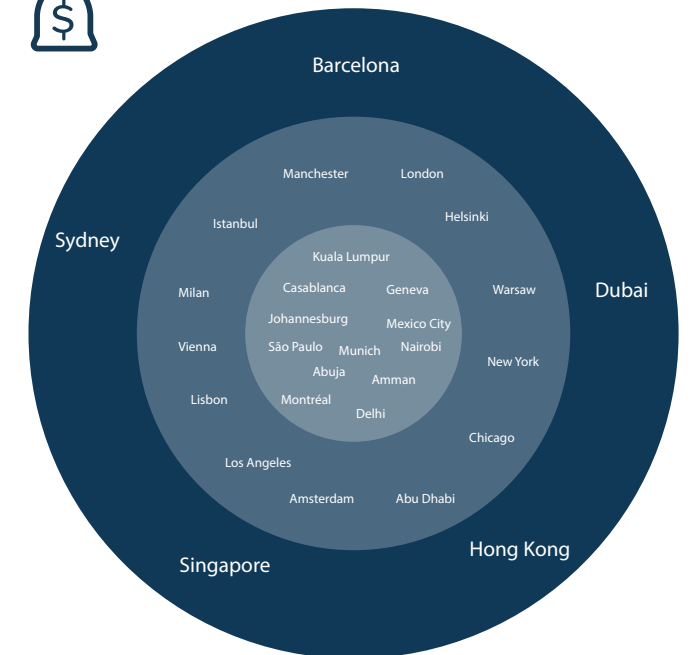 $
Barcelona
Manchester
London
Istanbul
Helsinki
Sydney
Kuala Lumpur
Casablanca
Geneva
Milan
Warsaw
Dubai
Johannesburg
Mexico City
Vienna
São Paulo
Munich
Nairobi
New York
Abuja
Amman
Lisbon
Montréal
Delhi
Chicago
Los Angeles
Amsterdam
Abu Dhabi
Singapore
Hong Kong